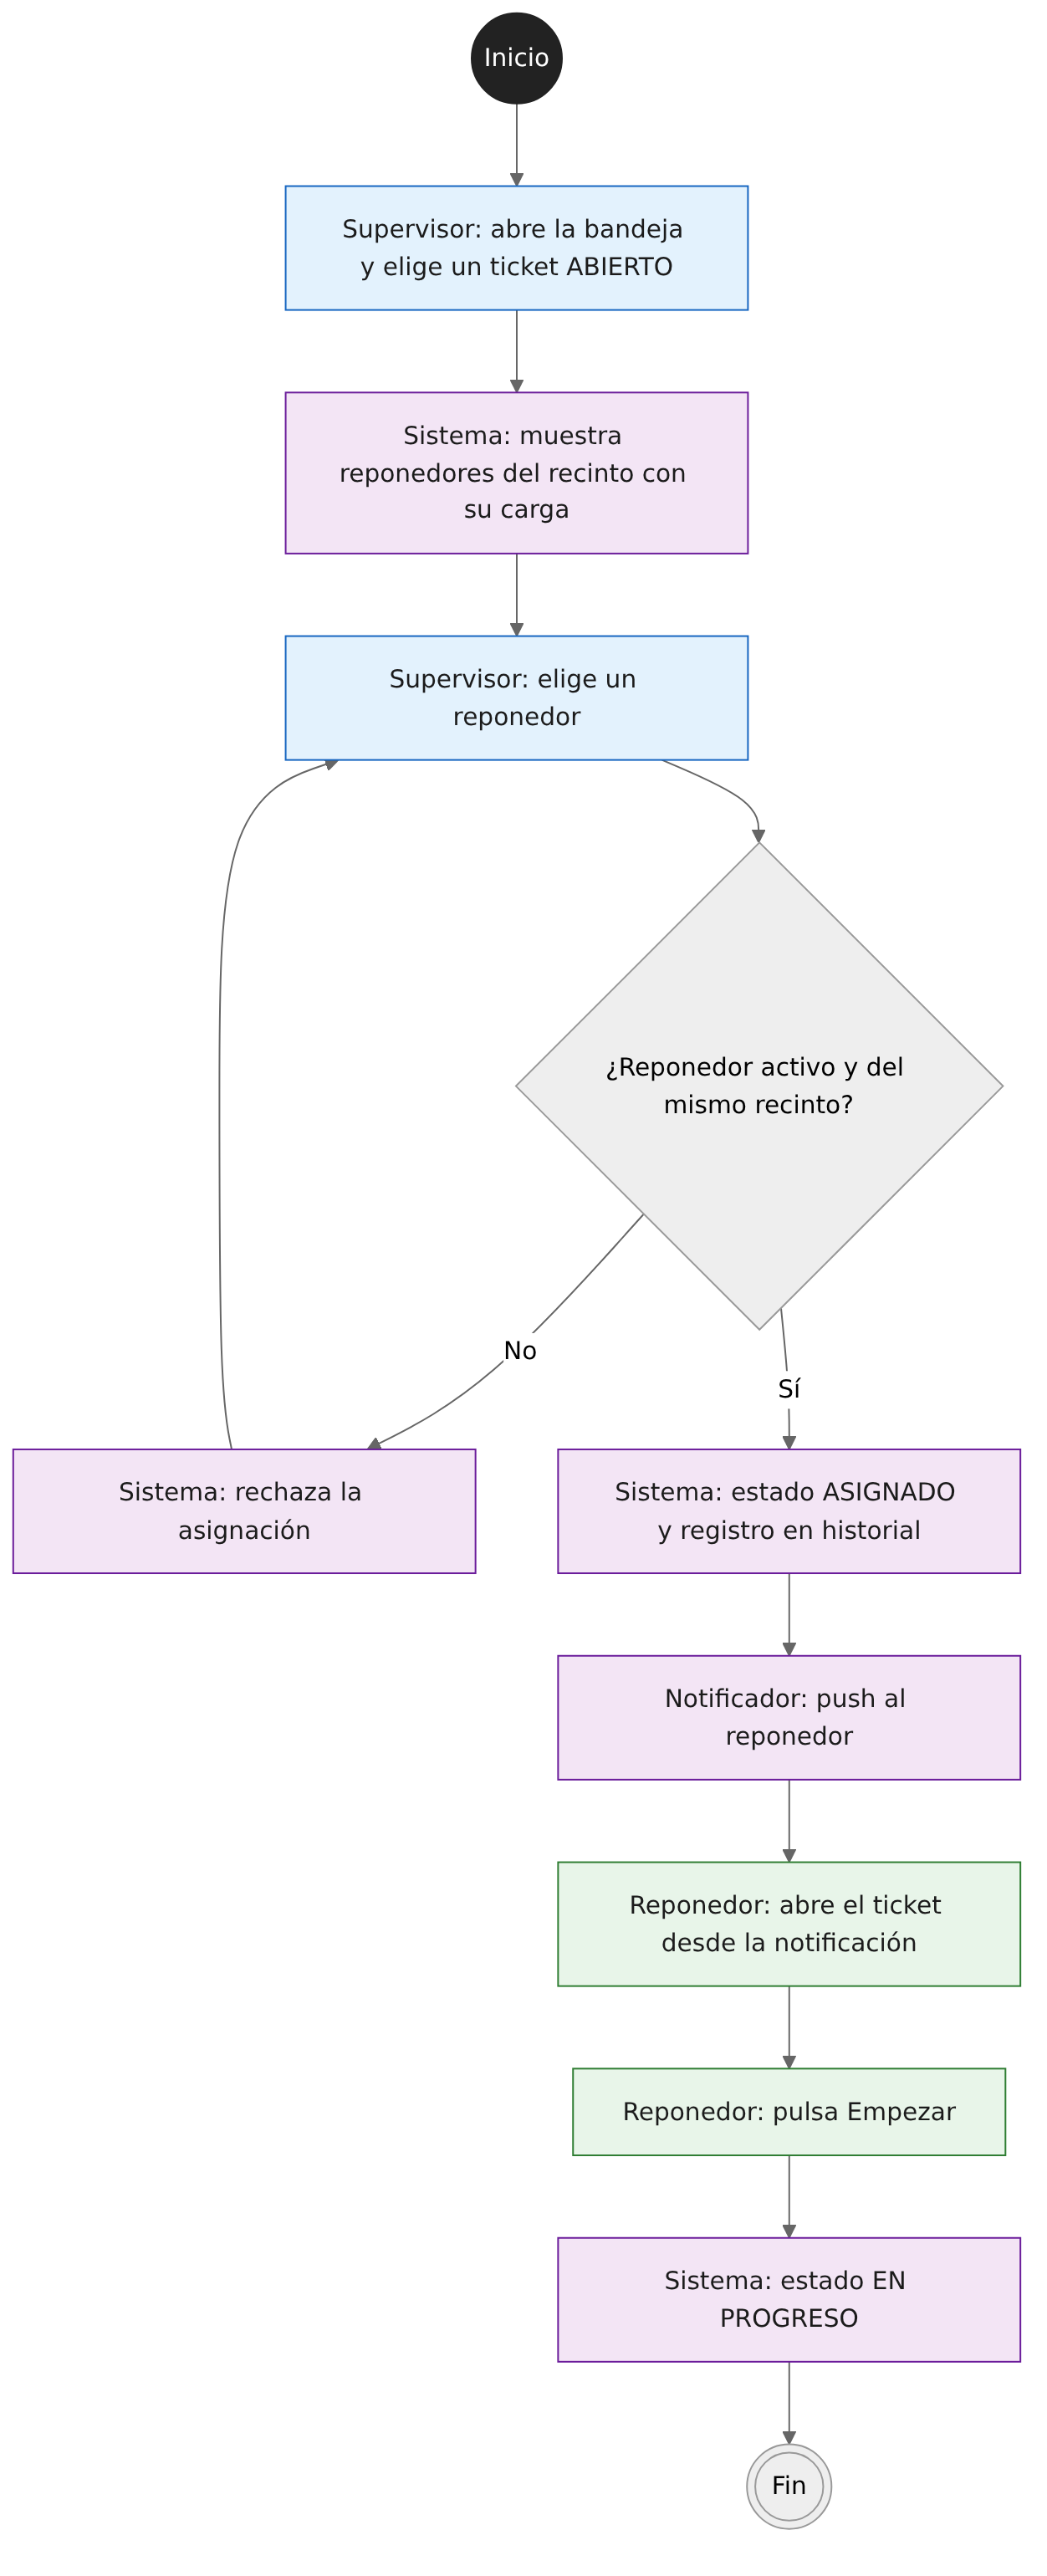 Inicio
Supervisor: abre la bandeja
y elige un ticket ABIERTO
Sistema: muestra
reponedores del recinto con
su carga
Supervisor: elige un
reponedor
¿Reponedor activo y del
mismo recinto?
No
Sí
Sistema: rechaza la
asignación
Sistema: estado ASIGNADO
y registro en historial
Notificador: push al
reponedor
Reponedor: abre el ticket
desde la notificación
Reponedor: pulsa Empezar
Sistema: estado EN
PROGRESO
Fin